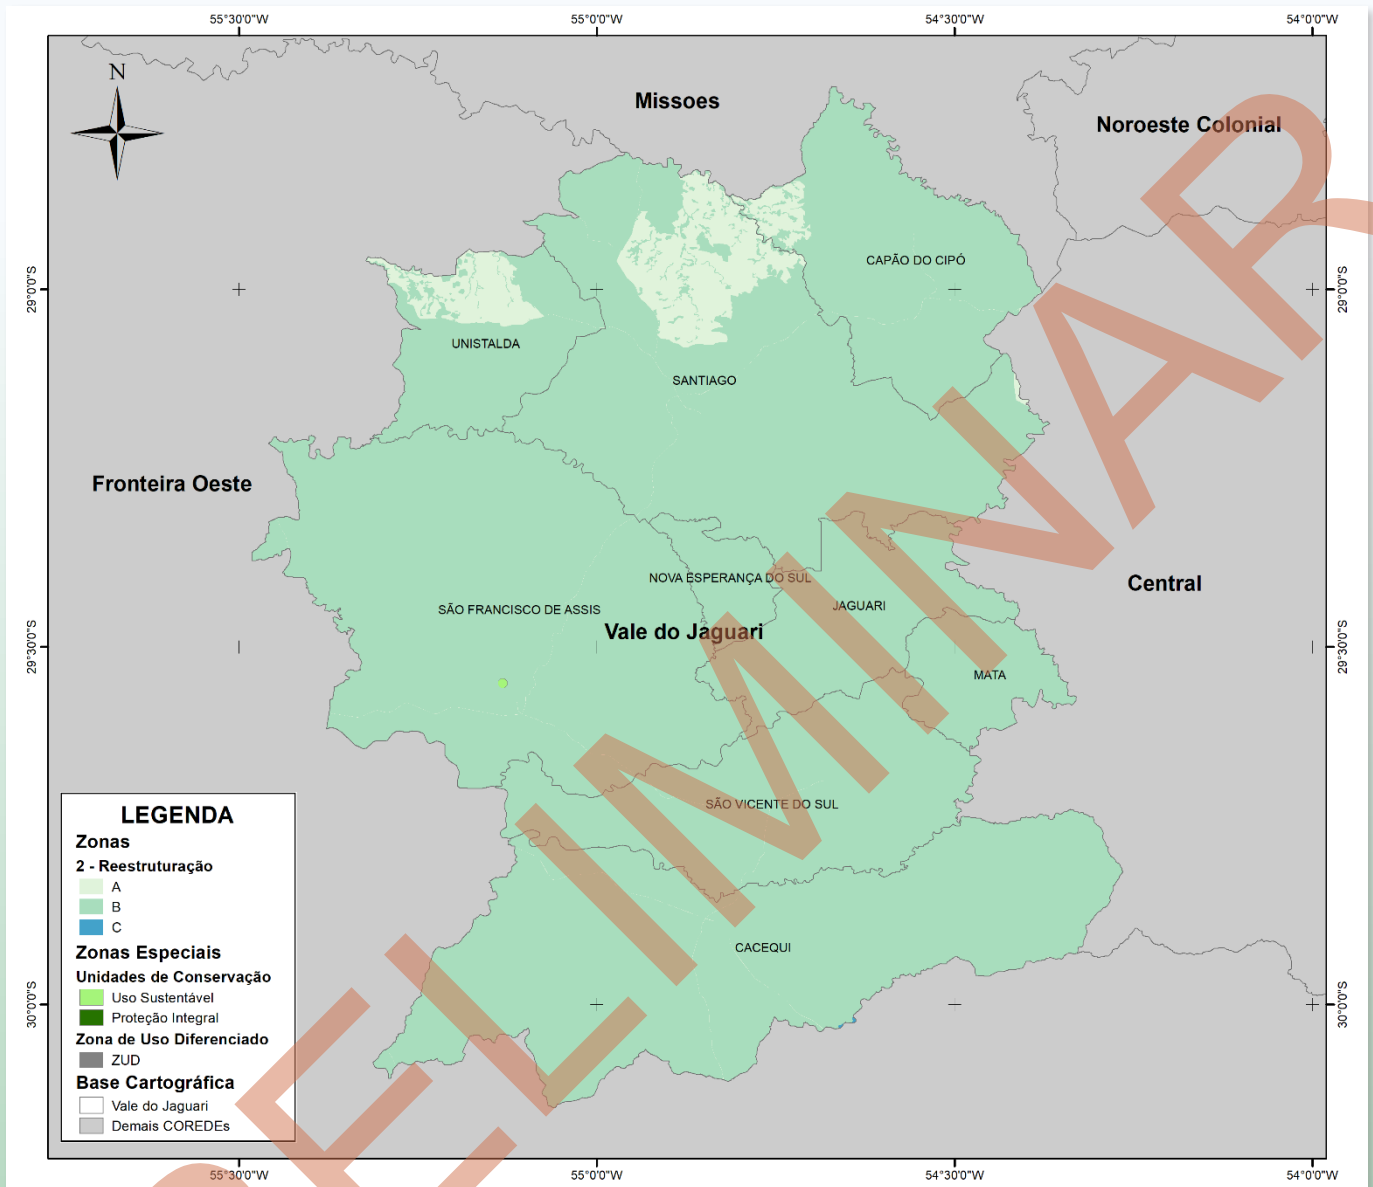 55°30'0"W
55°0'0"W
54°30'0"W
54°0'0"W
N
Missoes
Noroeste Colonial
CAPÃO DO CIPÓ
29°0'0"S
29°0'0"S
UNISTALDA
SANTIAGO
Fronteira Oeste
NOVA ESPERANÇA DO SUL
Central
SÃO FRANCISCO DE ASSIS
JAGUARI
Vale do Jaguari
29°30'0"S
29°30'0"S
MATA
SÃO VICENTE DO SUL
CACEQUI
30°0'0"S
30°0'0"S
LEGENDA
Zonas
2 - Reestruturação
A
B
C
Zonas Especiais
Unidades de Conservação
Uso Sustentável
Proteção Integral
Zona de Uso Diferenciado
ZUD
Base Cartográfica
Vale do Jaguari
Demais COREDEs
55°30'0"W
55°0'0"W
54°30'0"W
54°0'0"W
ELIMINAR